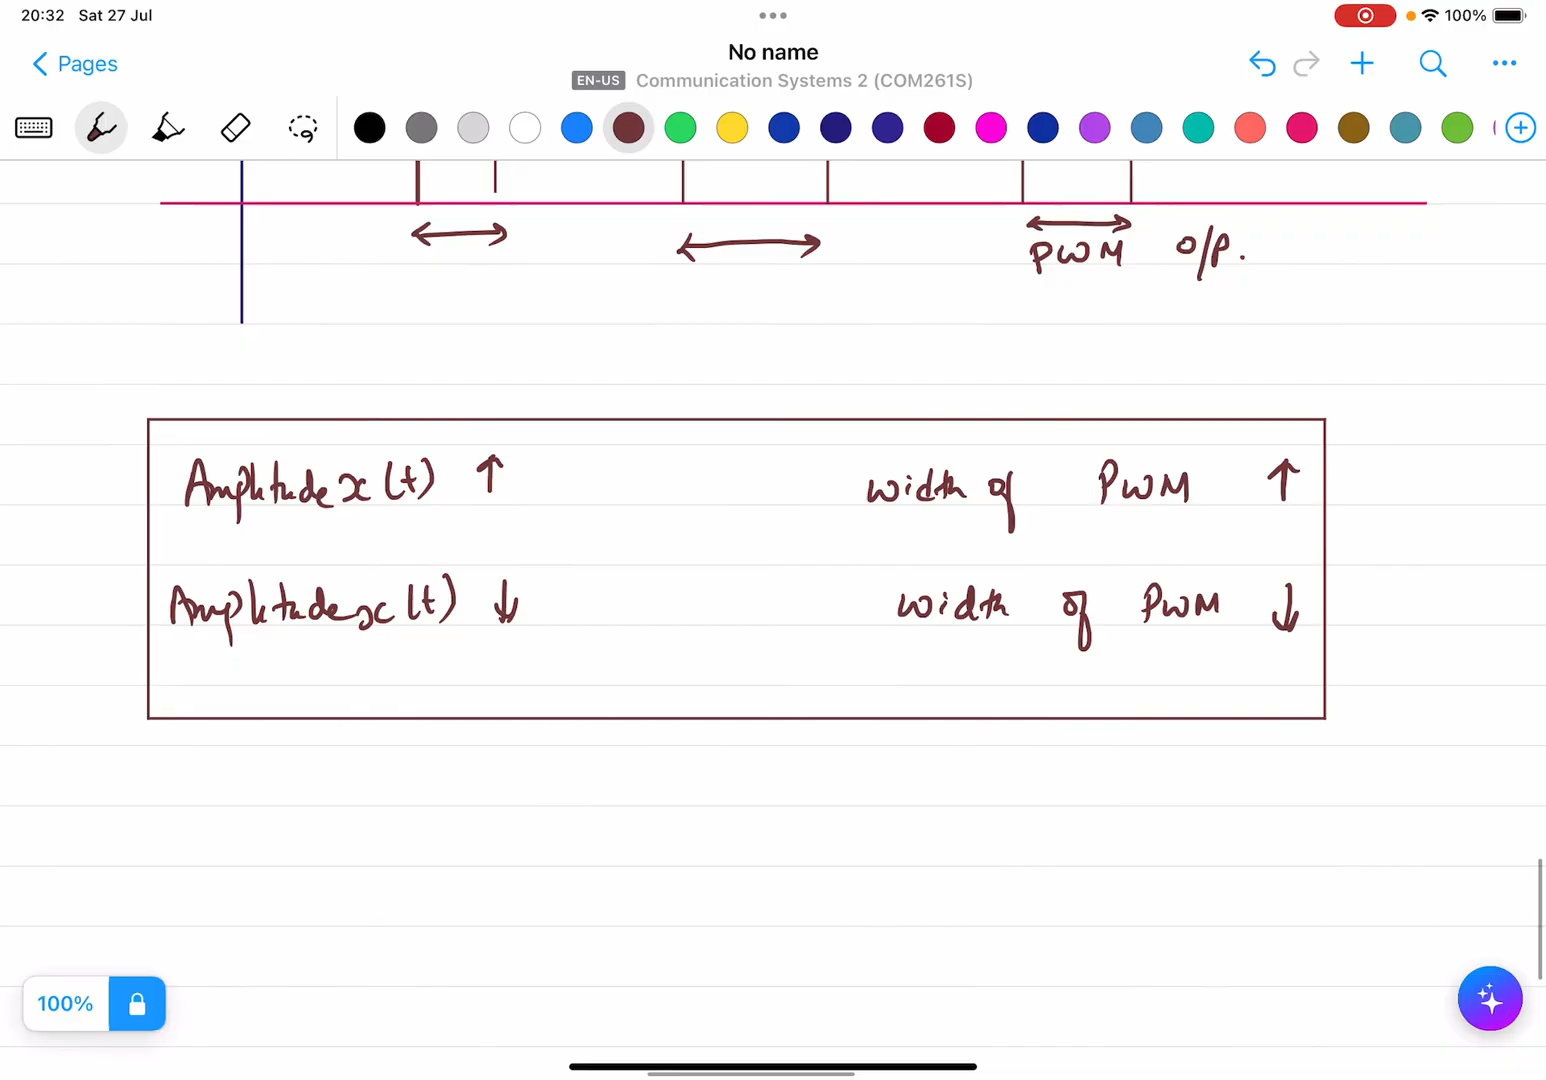 20:32 Sat 27 Jul
100%
No name
Pages
EN-US Communication Systems 2 (COM261S)
PWM O/P.
Amplitude x(t) ↑ width of PWM ↑
Amplitude x(t) ↓ width of PWM ↓
100%